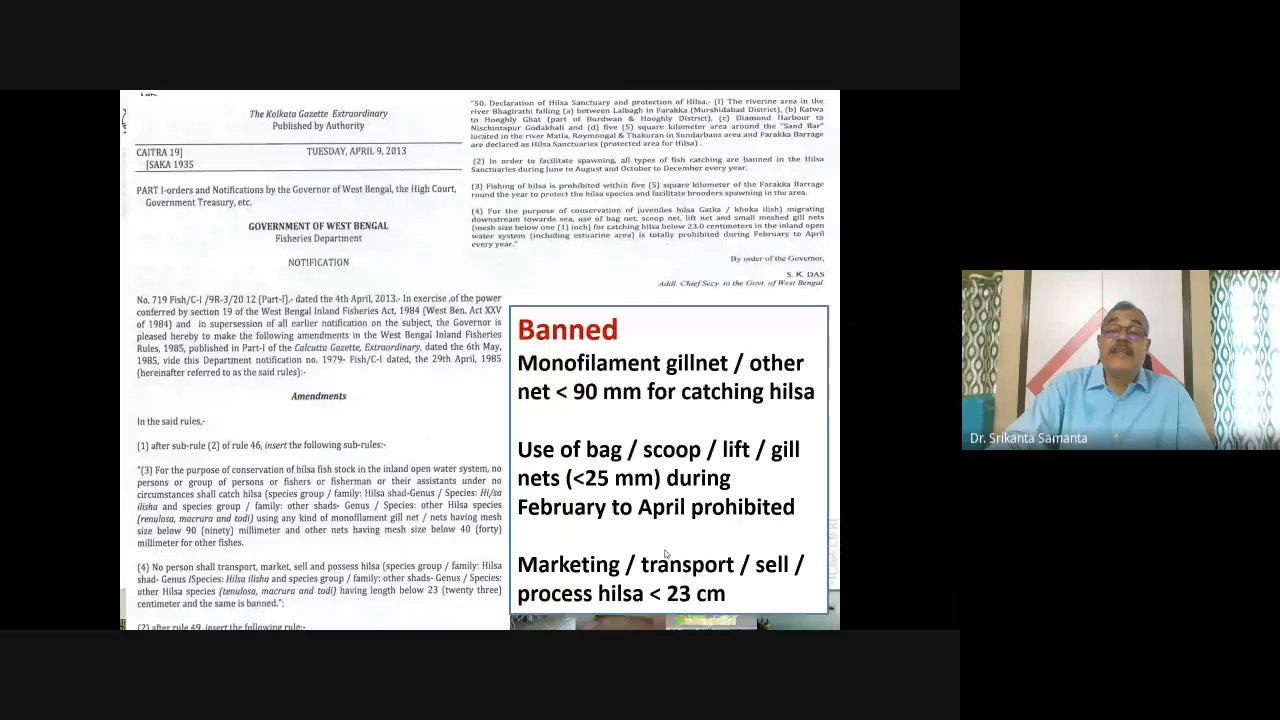 The Kolkata Gazette Extraordinary
Published by Authority
CAITRA 19]
TUESDAY, APRIL 9, 2013
[SAKA 1935
PART I-orders and Notifications by the Governor of West Bengal, the High Court,
Government Treasury, etc.
GOVERNMENT OF WEST BENGAL
Fisheries Department
NOTIFICATION
No. 719 Fish/C-I /9R-3/20 12 (Part-I).- dated the 4th April, 2013.- In exercise of the power
conferred by section 19 of the West Bengal Inland Fisheries Act, 1984 (West Ben. Act XXV
of 1984) and in supersession of all earlier notification on the subject, the Governor is
pleased hereby to make the following amendments in the West Bengal Inland Fisheries
Rules, 1985, published in Part-I of the Calcutta Gazette, Extraordinary, dated the 6th May,
1985, vide this Department notification no. 1979- Fish/C-I dated, the 29th April, 1985
(hereinafter referred to as the said rules):-
Amendments
In the said rules,-
(1) after sub-rule (2) of rule 46, insert the following sub-rules:-
"(3) For the purpose of conservation of hilsa fish stock in the inland open water system, no
persons or group of persons or fishers or fisherman or their assistants under no
circumstances shall catch hilsa (species group / family: Hilsa shad-Genus / Species: Hi/sa
ilisha and species group / family: other shads- Genus / Species: other Hilsa species
(renulosa, macrura and todi) using any kind of monofilament gill net / nets having mesh
size below 90 (ninety) millimeter and other nets having mesh size below 40 (forty)
millimeter for other fishes.
(4) No person shall transport, market, sell and possess hilsa (species group / family: Hilsa
shad- Genus /Species: Hilsa ilisha and species group / family: other shads- Genus / Species:
other Hilsa species (tenulosa, macrura and todi) having length below 23 (twenty three)
centimeter and the same is banned.";
(2) after rule 49, insert the following rule:-
"50. Declaration of Hilsa Sanctuary and protection of Hilsa.- (I) The riverine area in the
river Bhagirathi falling (a) between Lalbagh in Farakka (Murshidabad District), (b) Katwa
to Hooghly Ghat (part of Burdwan & Hooghly District), (c) Diamond Harbour to
Nischintapur Godakhali and (d) five (5) square kilometer area around the "Sand Bar"
located in the river Matla, Roymongal & Thakuran in Sundarbans area and Farakka Barrage
are declared as Hilsa Sanctuaries (protected area for Hilsa) .
(2) In order to facilitate spawning, all types of fish catching are banned in the Hilsa
Sanctuaries during June to August and October to December every year.
(3) Fishing of hilsa is prohibited within five (5) square kilometer of the Farakka Barrage
round the year to protect the hilsa species and facilitate brooders spawning in the area.
(4) For the purpose of conservation of juveniles hilsa Gatka / khoka ilish) migrating
downstream towards sea, use of bag net, scoop net, lift net and small meshed gill nets
(mesh size below one (1) inch) for catching hilsa below 23.0 centimeters in the inland open
water system (including estuarine area) is totally prohibited during February to April
every year."
By order of the Governor,
S. K. DAS
Addl. Chief Secy. to the Govt. of West Bengal.
Banned
Monofilament gillnet / other
net < 90 mm for catching hilsa
Use of bag / scoop / lift / gill
nets (<25 mm) during
February to April prohibited
Marketing / transport / sell /
process hilsa < 23 cm
Dr. Srikanta Samanta